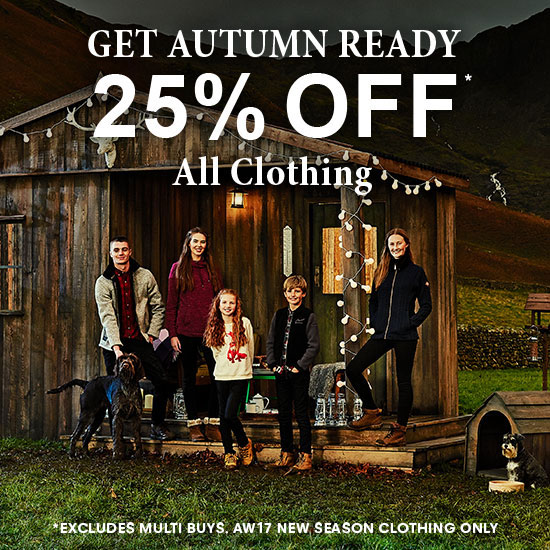 GET AUTUMN READY
25% OFF*
All Clothing
*EXCLUDES MULTI BUYS, AW17 NEW SEASON CLOTHING ONLY